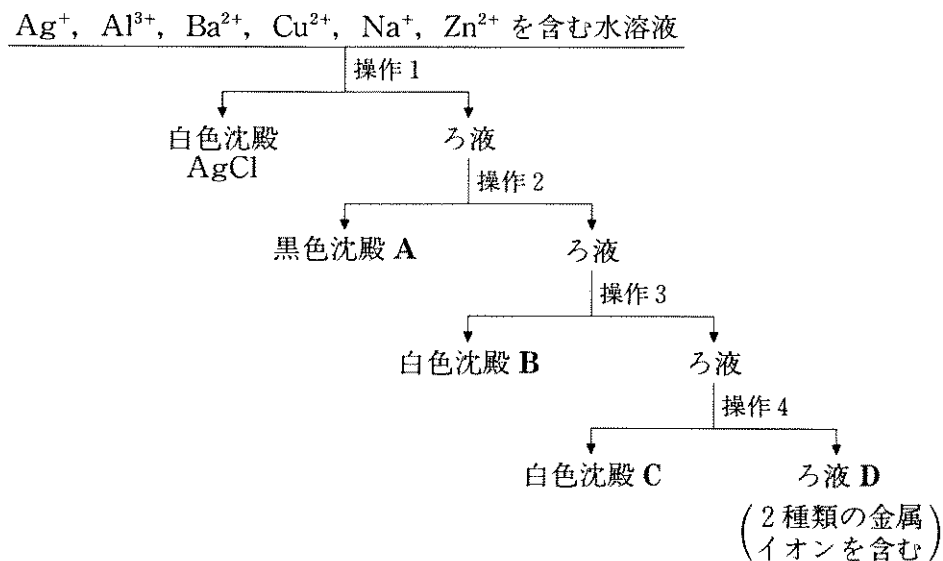 Ag⁺, Al³⁺, Ba²⁺, Cu²⁺, Na⁺, Zn²⁺ を含む水溶液
操作1
白色沈殿
AgCl
ろ液
操作2
黒色沈殿 A
ろ液
操作3
白色沈殿 B
ろ液
操作4
白色沈殿 C
ろ液 D
(2種類の金属
イオンを含む)